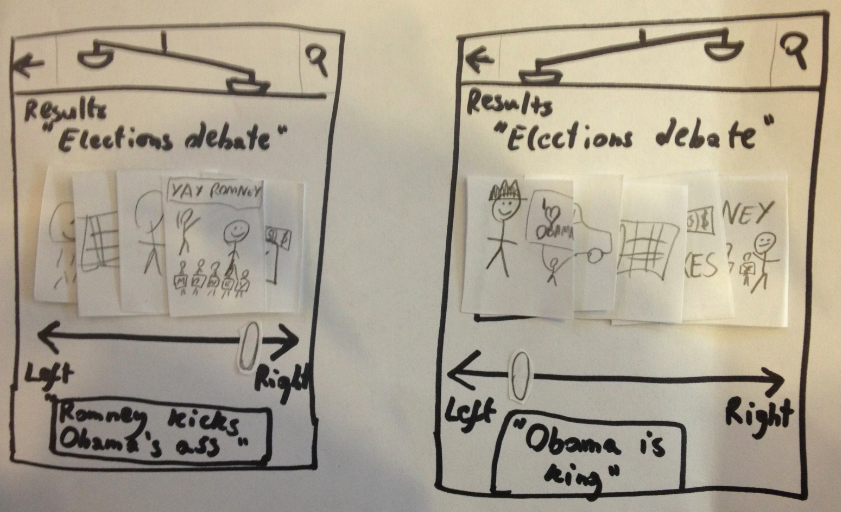 Results
"Elections debate"
YAY ROMNEY
Left
Right
"Romney kicks
Obama's ass"
Results
"Elections debate"
I
OBAMA
$)$
NEY
KES
Left
Right
"Obama is
king"